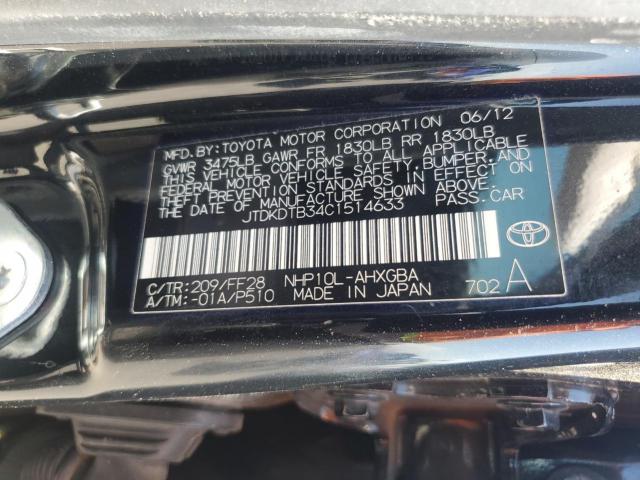 MFD. BY: TOYOTA MOTOR CORPORATION 06/12
GVWR 3475LB GAWR FR 1830LB RR 1830LB
THIS VEHICLE CONFORMS TO ALL APPLICABLE
FEDERAL MOTOR VEHICLE SAFETY, BUMPER, AND
THEFT PREVENTION STANDARDS IN EFFECT ON
THE DATE OF MANUFACTURE SHOWN ABOVE.
JTDKDTB34C1514633 PASS. CAR
C/TR: 209/FF28 NHP10L-AHXGBA
A/TM: -01A/P510 MADE IN JAPAN 702 A